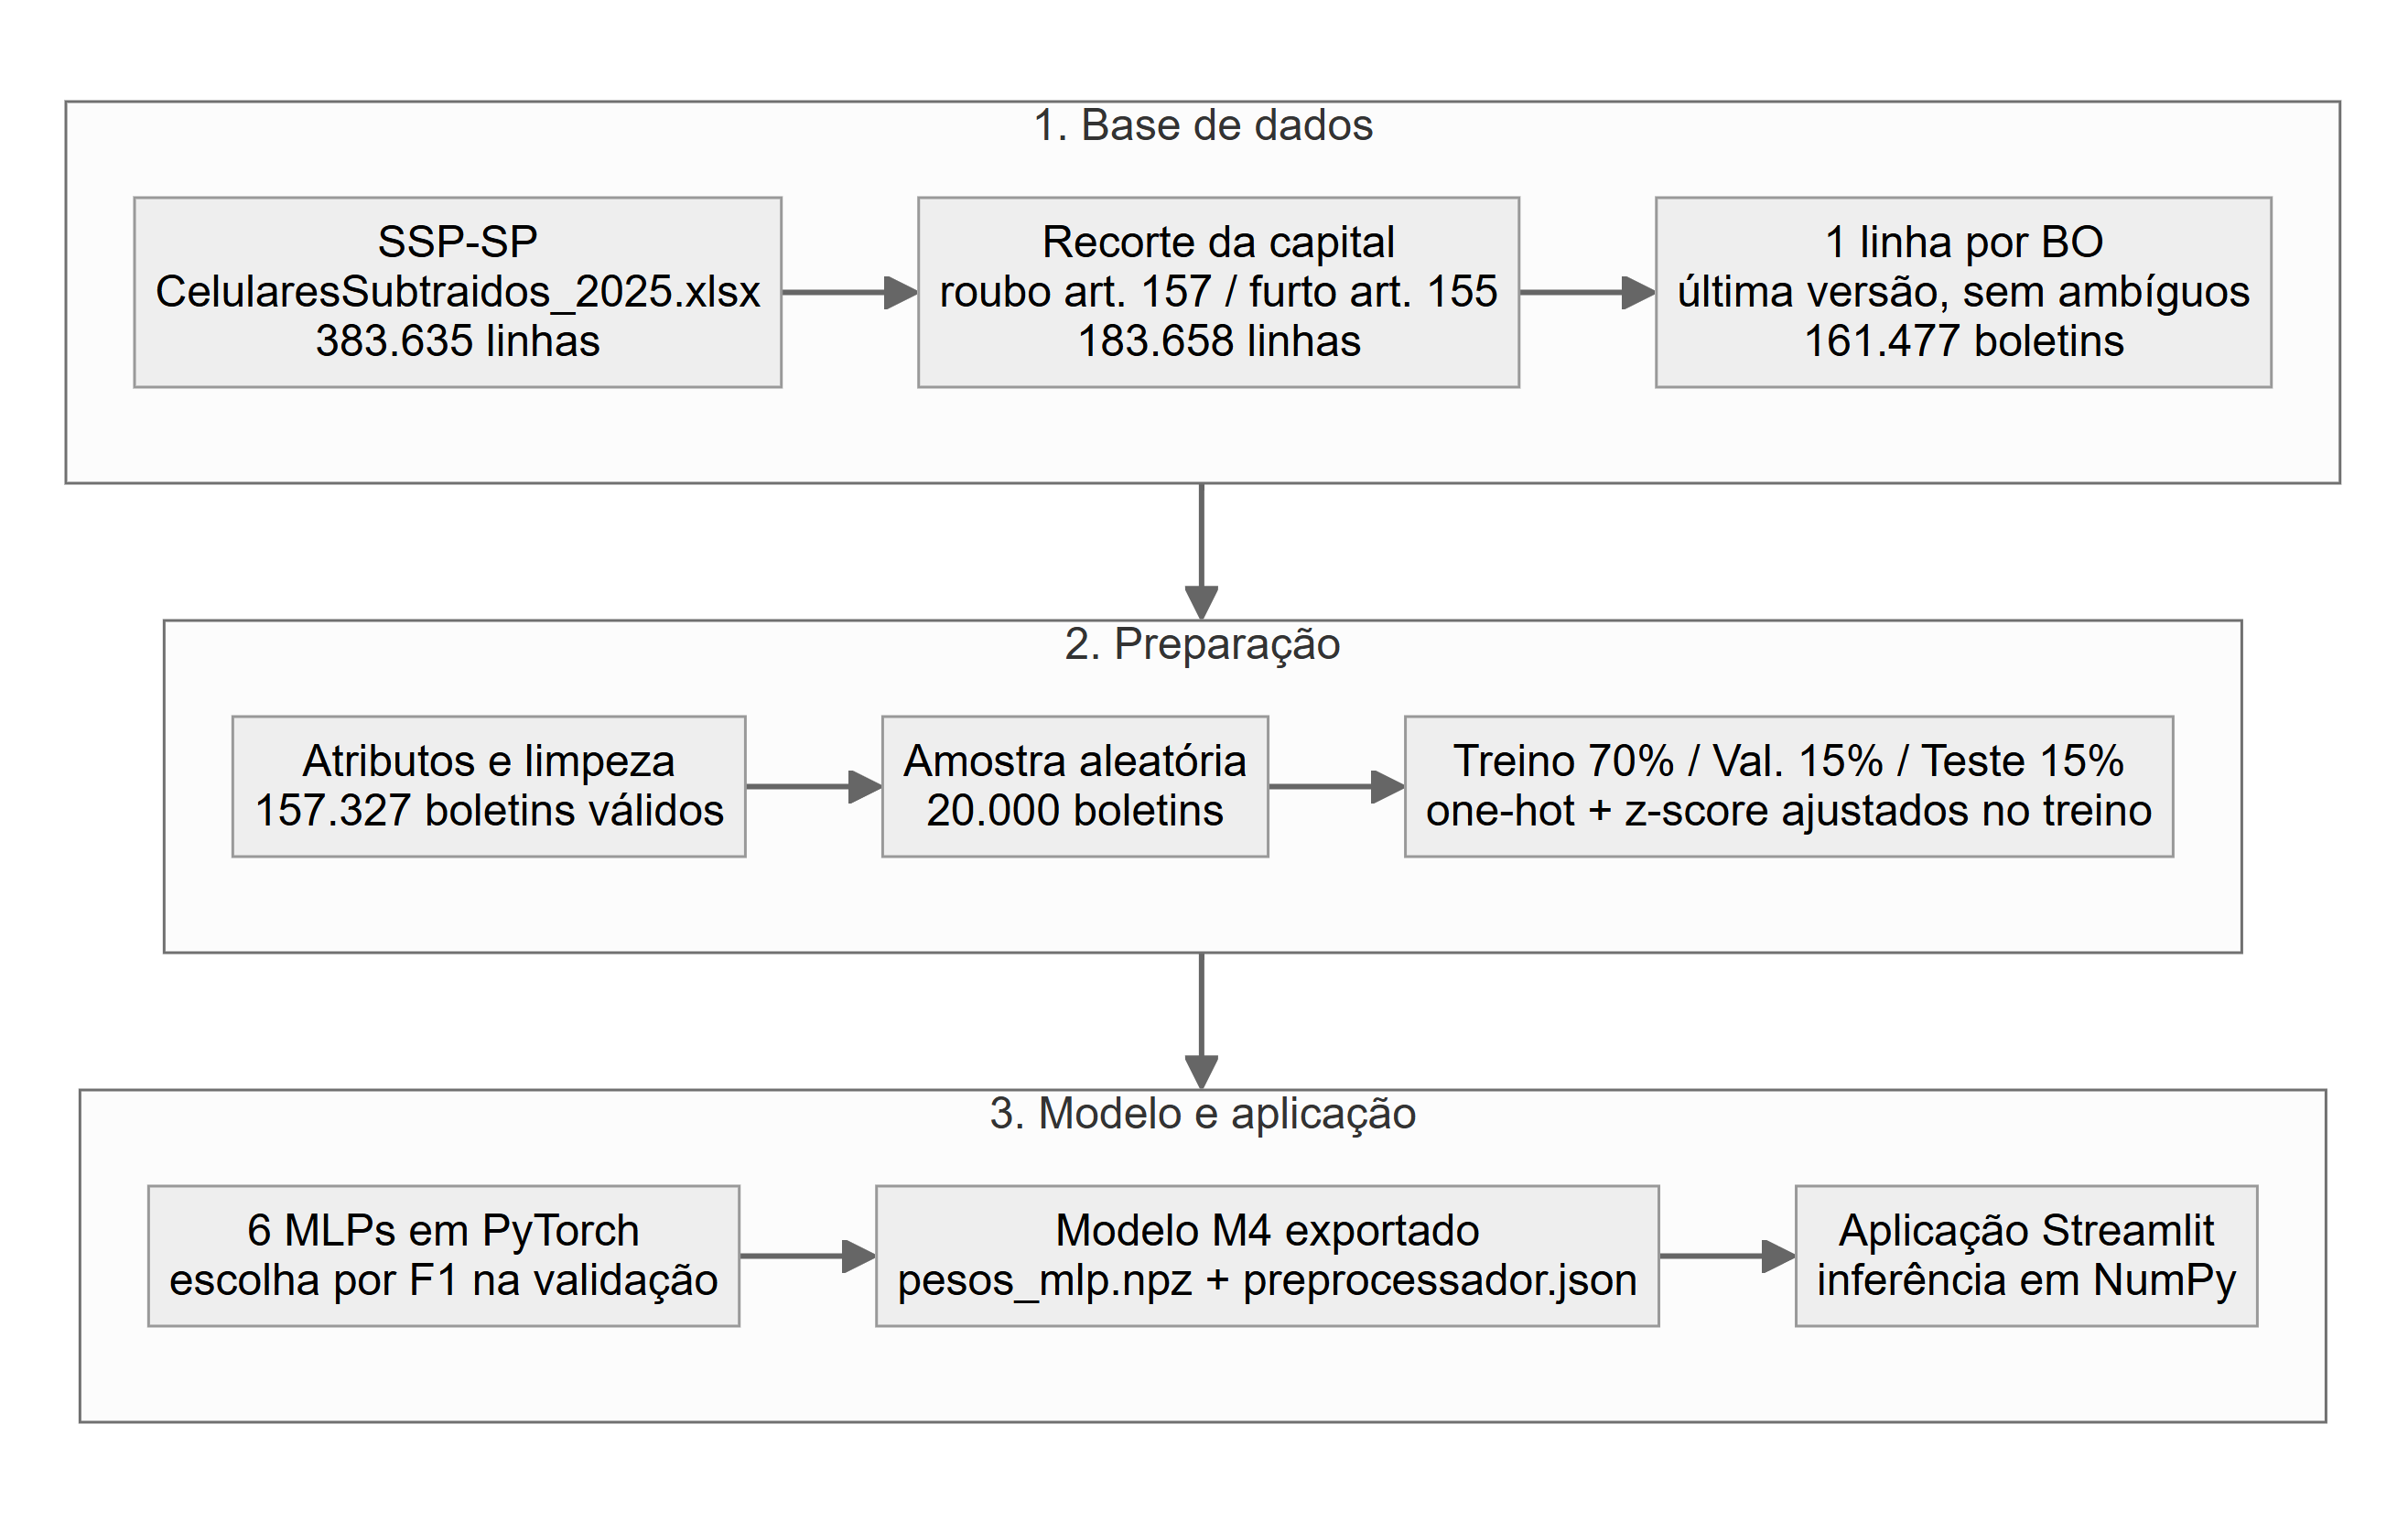 1. Base de dados
SSP-SP
CelularesSubtraidos_2025.xlsx
383.635 linhas
Recorte da capital
roubo art. 157 / furto art. 155
183.658 linhas
1 linha por BO
última versão, sem ambíguos
161.477 boletins
2. Preparação
Atributos e limpeza
157.327 boletins válidos
Amostra aleatória
20.000 boletins
Treino 70% / Val. 15% / Teste 15%
one-hot + z-score ajustados no treino
3. Modelo e aplicação
6 MLPs em PyTorch
escolha por F1 na validação
Modelo M4 exportado
pesos_mlp.npz + preprocessador.json
Aplicação Streamlit
inferência em NumPy